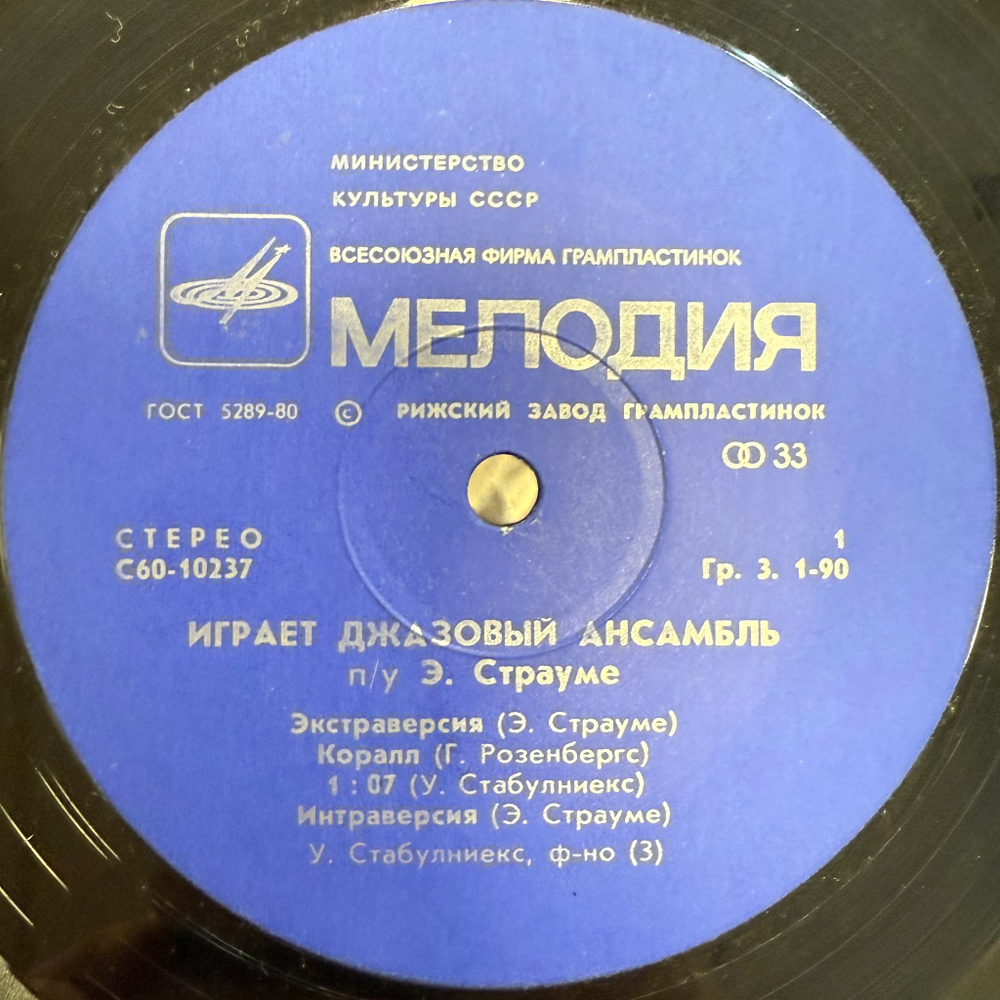 МИНИСТЕРСТВО
КУЛЬТУРЫ СССР
ВСЕСОЮЗНАЯ ФИРМА ГРАМПЛАСТИНОК
МЕЛОДИЯ
ГОСТ 5289-80 © РИЖСКИЙ ЗАВОД ГРАМПЛАСТИНОК
33
СТЕРЕО 1
С60-10237 Гр. 3. 1-90
ИГРАЕТ ДЖАЗОВЫЙ АНСАМБЛЬ
п/у Э. Страуме
Экстраверсия (Э. Страуме)
Коралл (Г. Розенбергс)
1 : 07 (У. Стабулниекс)
Интраверсия (Э. Страуме)
У. Стабулниекс, ф-но (3)